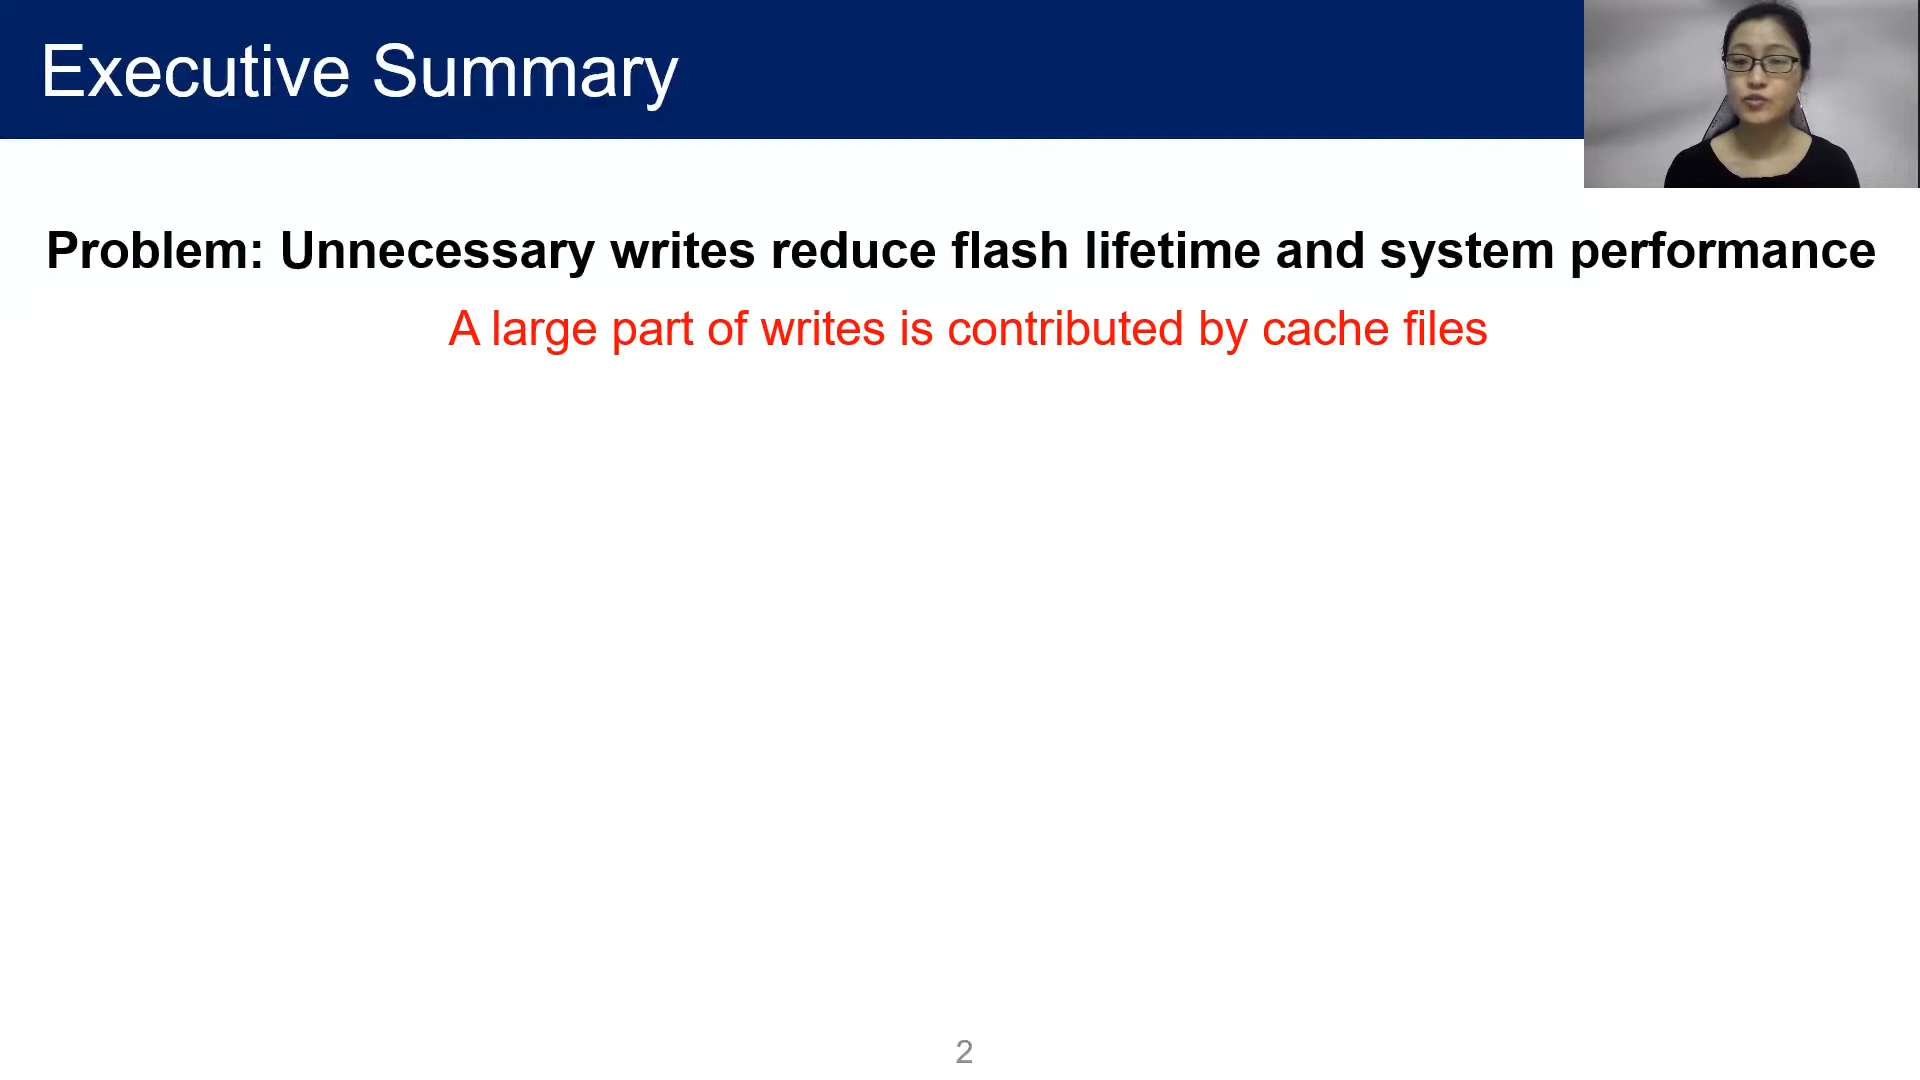 Executive Summary
Problem: Unnecessary writes reduce flash lifetime and system performance
A large part of writes is contributed by cache files
2